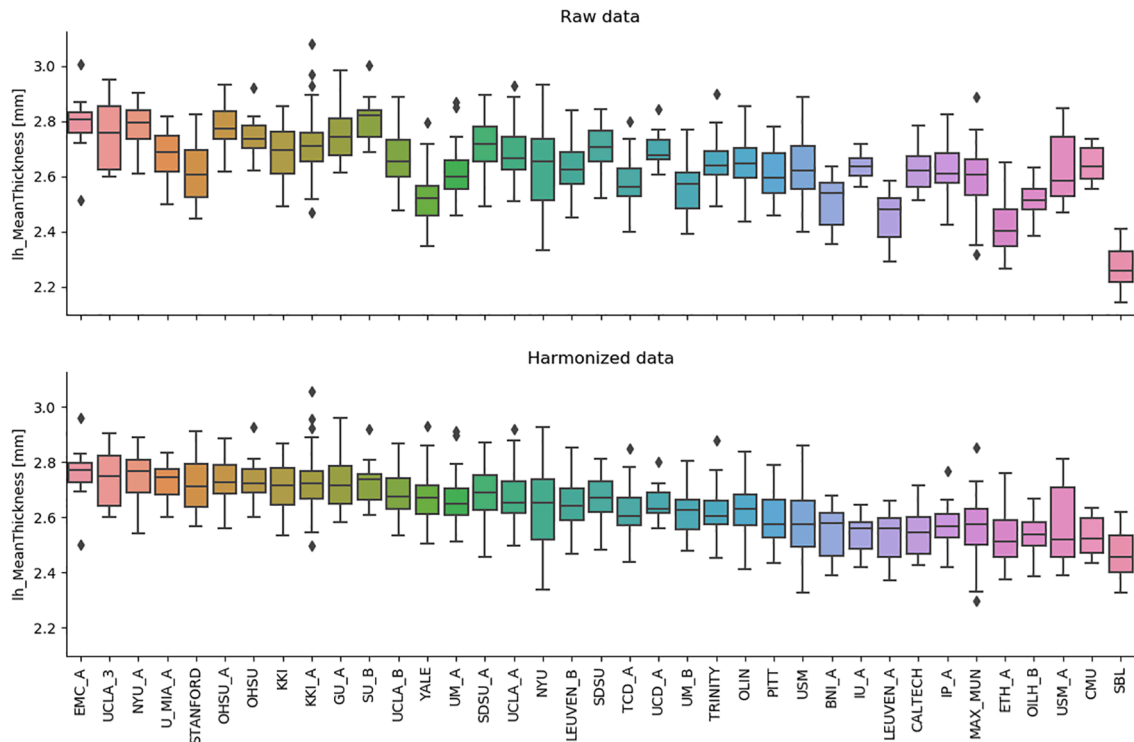 Raw data
lh_MeanThickness [mm]
3.0
2.8
2.6
2.4
2.2
Harmonized data
lh_MeanThickness [mm]
3.0
2.8
2.6
2.4
2.2
EMC_A
UCLA_3
NYU_A
U_MIA_A
STANFORD
OHSU_A
OHSU
KKI
KKI_A
GU_A
SU_B
UCLA_B
YALE
UM_A
SDSU_A
UCLA_A
NYU
LEUVEN_B
SDSU
TCD_A
UCD_A
UM_B
TRINITY
OLIN
PITT
USM
BNI_A
IU_A
LEUVEN_A
CALTECH
IP_A
MAX_MUN
ETH_A
OILH_B
USM_A
CMU
SBL